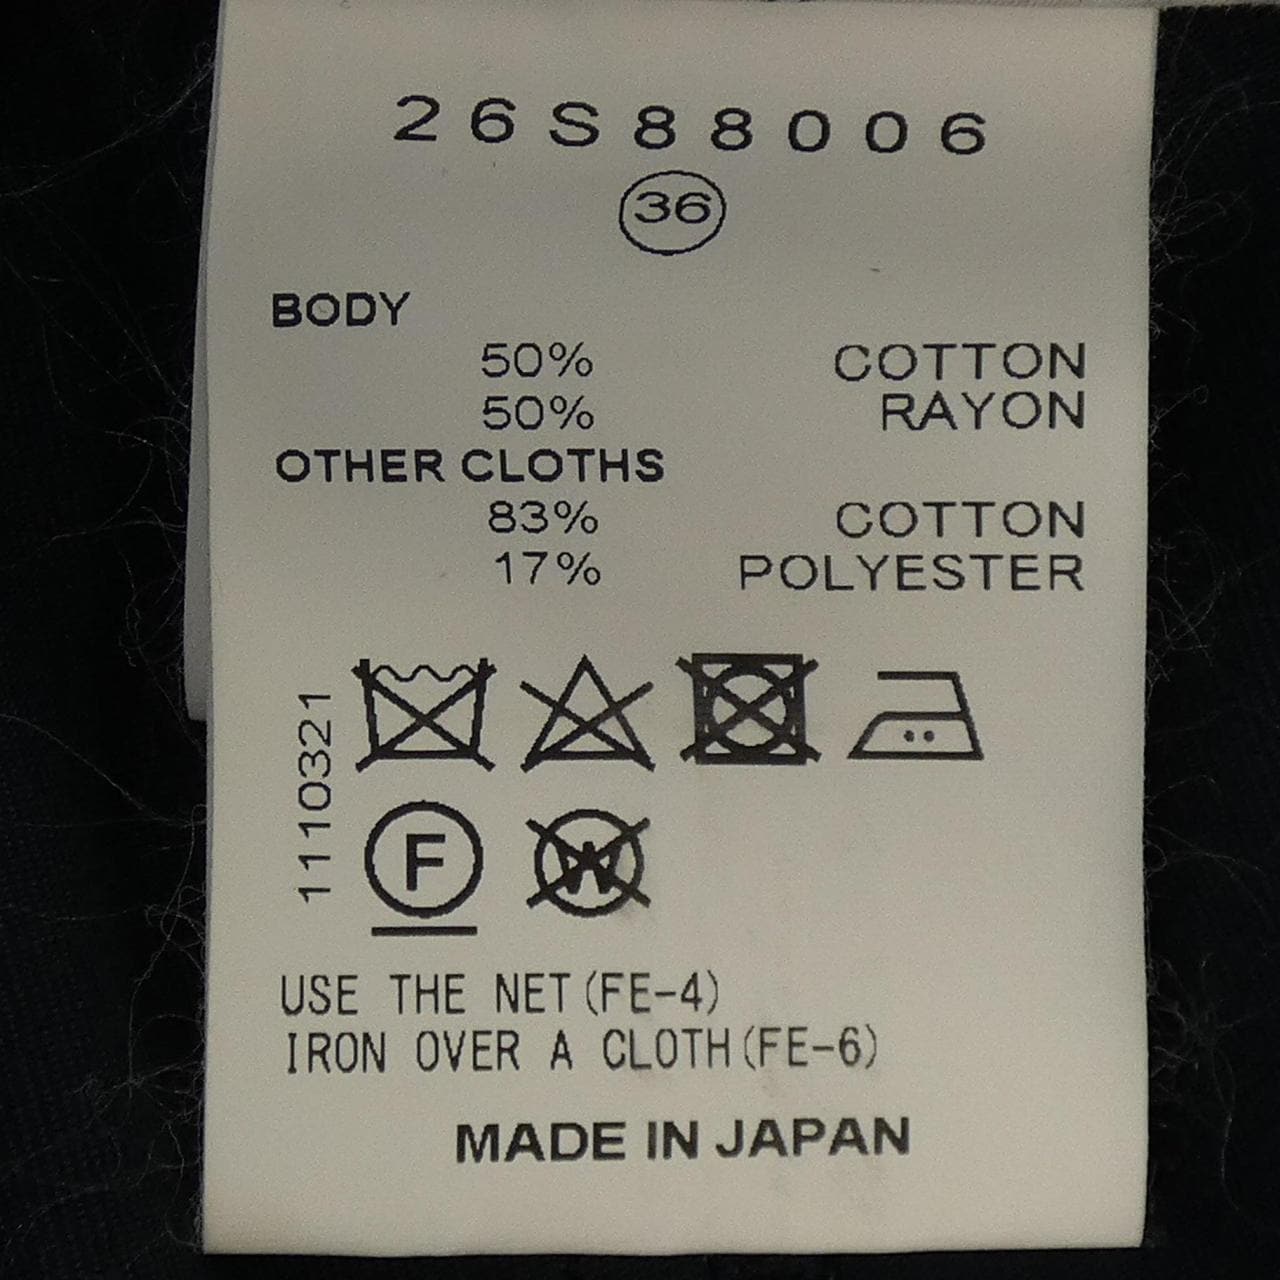 26S88006
36
BODY
50% COTTON
50% RAYON
OTHER CLOTHS
83% COTTON
17% POLYESTER
1110321
F
W
USE THE NET(FE-4)
IRON OVER A CLOTH(FE-6)
MADE IN JAPAN